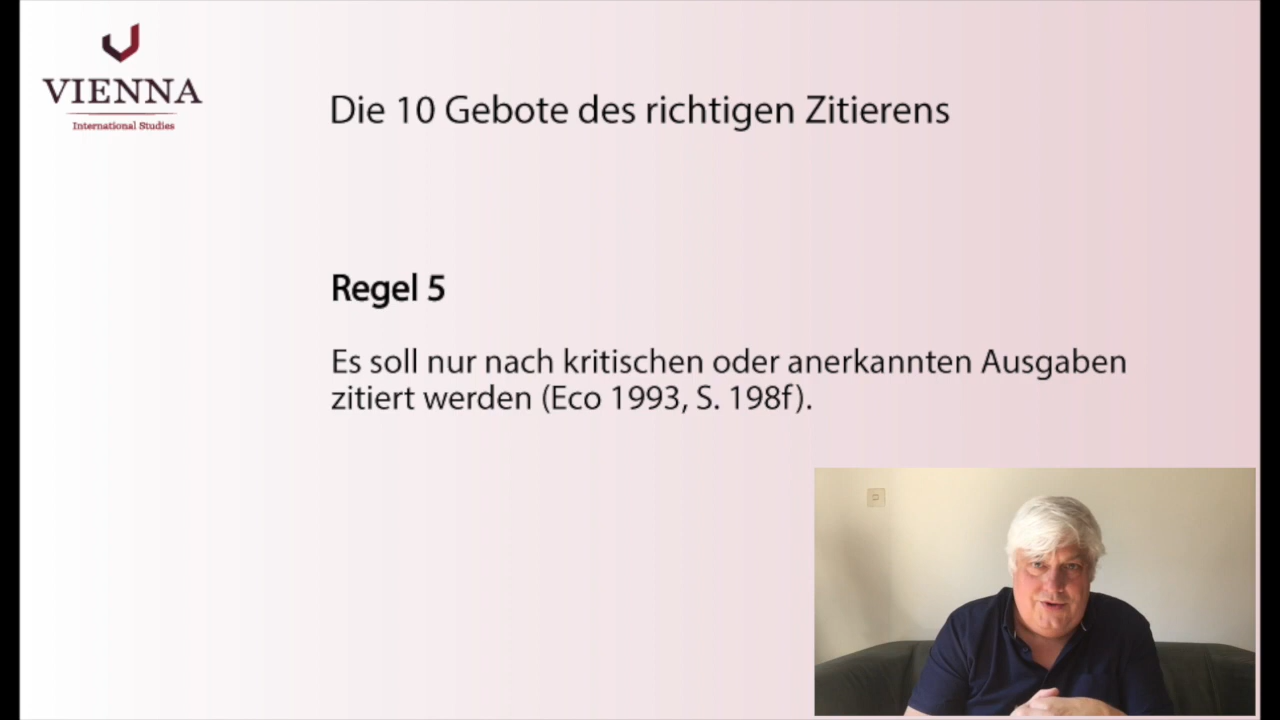 VIENNA
International Studies
Die 10 Gebote des richtigen Zitierens
Regel 5
Es soll nur nach kritischen oder anerkannten Ausgaben
zitiert werden (Eco 1993, S. 198f).